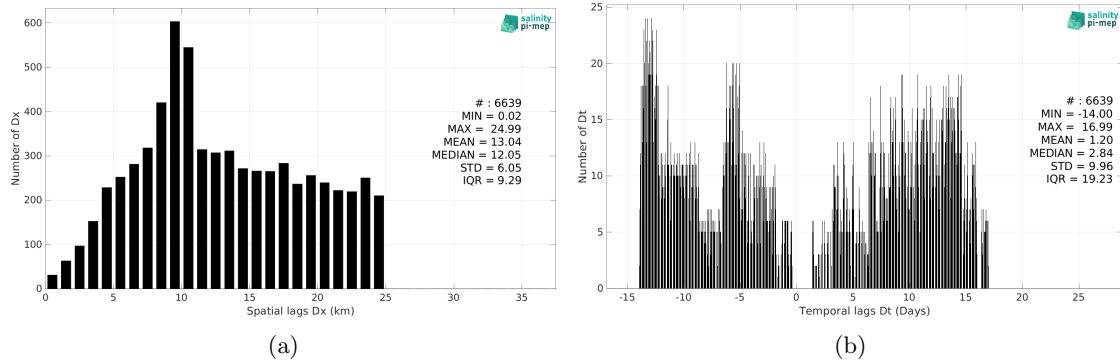 salinity
pi-mep
600
500
400
300
200
100
0
Number of Dx
# : 6639
MIN = 0.02
MAX = 24.99
MEAN = 13.04
MEDIAN = 12.05
STD = 6.05
IQR = 9.29
0 5 10 15 20 25 30 35
Spatial lags Dx (km)
(a)
salinity
pi-mep
25
20
15
10
5
0
Number of Dt
# : 6639
MIN = -14.00
MAX = 16.99
MEAN = 1.20
MEDIAN = 2.84
STD = 9.96
IQR = 19.23
-15 -10 -5 0 5 10 15 20 25
Temporal lags Dt (Days)
(b)